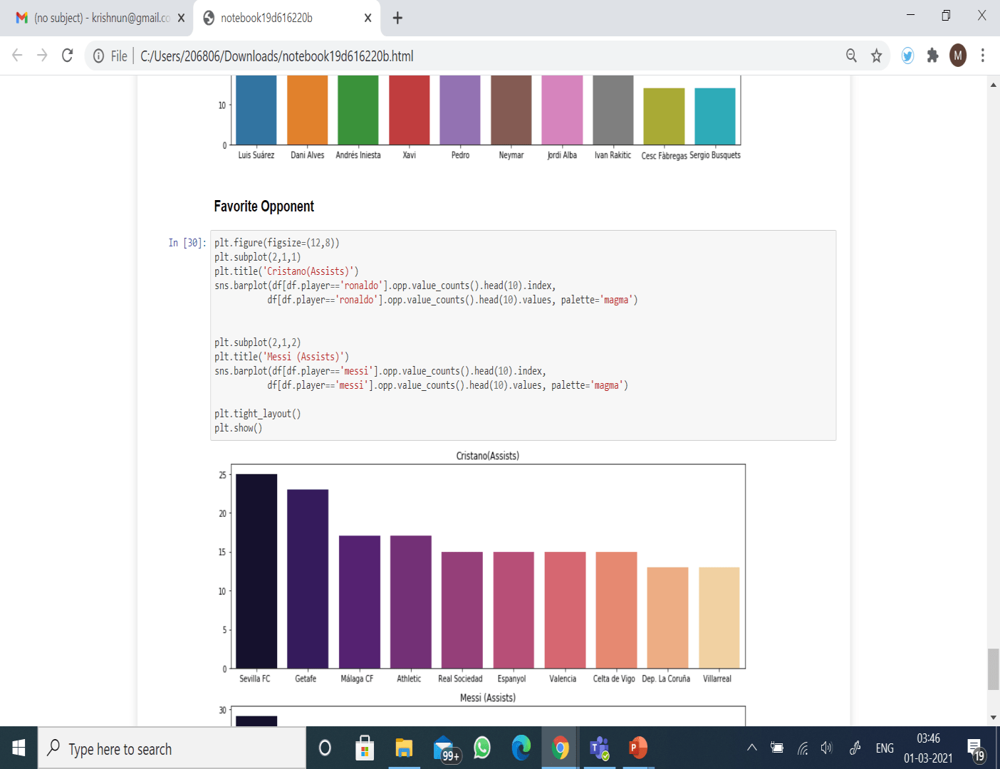 (no subject) - krishnun@gmail.co
notebook19d616220b
File
C:/Users/206806/Downloads/notebook19d616220b.html
M
10
0
Luis Suárez Dani Alves Andrés Iniesta Xavi Pedro Neymar Jordi Alba Ivan Rakitic Cesc Fàbregas Sergio Busquets
Favorite Opponent
In [30]: plt.figure(figsize=(12,8))
plt.subplot(2,1,1)
plt.title('Cristano(Assists)')
sns.barplot(df[df.player=='ronaldo'].opp.value_counts().head(10).index,
df[df.player=='ronaldo'].opp.value_counts().head(10).values, palette='magma')
plt.subplot(2,1,2)
plt.title('Messi (Assists)')
sns.barplot(df[df.player=='messi'].opp.value_counts().head(10).index,
df[df.player=='messi'].opp.value_counts().head(10).values, palette='magma')
plt.tight_layout()
plt.show()
Cristano(Assists)
25
20
15
10
5
0
Sevilla FC Getafe Málaga CF Athletic Real Sociedad Espanyol Valencia Celta de Vigo Dep. La Coruña Villarreal
Messi (Assists)
30
Type here to search
99+
ENG
03:46
01-03-2021
19